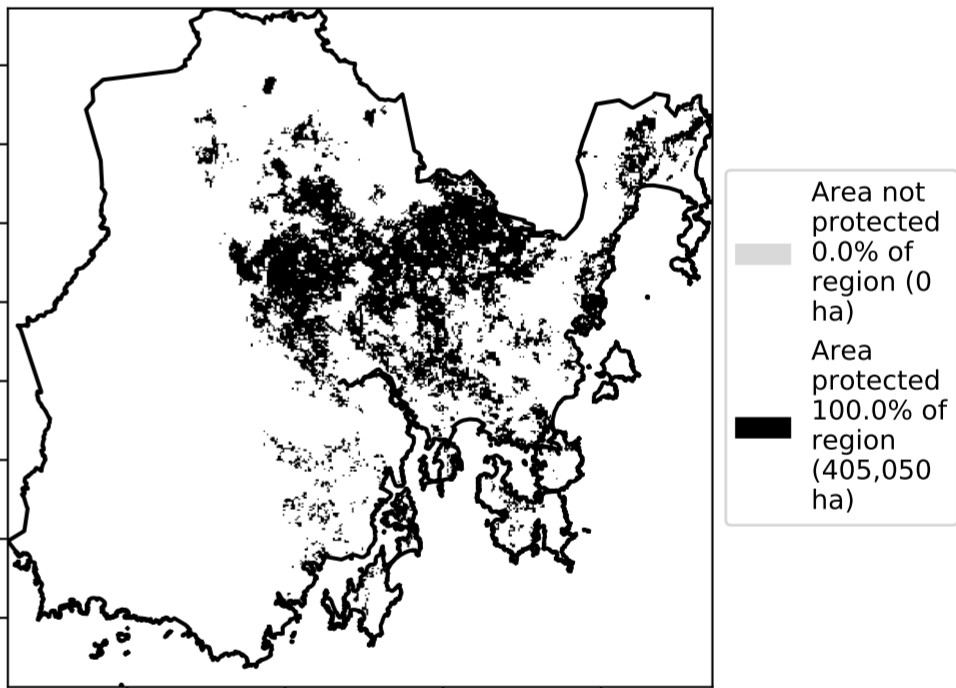 Area not
protected
0.0% of
region (0
ha)
Area
protected
100.0% of
region
(405,050
ha)